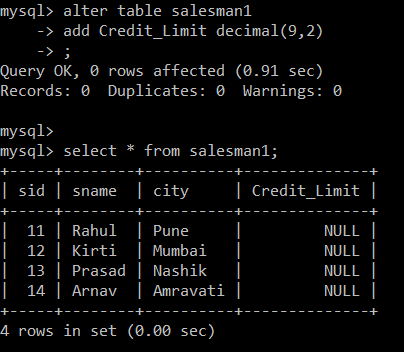 mysql> alter table salesman1
    -> add Credit_Limit decimal(9,2)
    -> ;
Query OK, 0 rows affected (0.91 sec)
Records: 0  Duplicates: 0  Warnings: 0

mysql>
mysql> select * from salesman1;
+-----+--------+----------+--------------+
| sid | sname  | city     | Credit_Limit |
+-----+--------+----------+--------------+
|  11 | Rahul  | Pune     |         NULL |
|  12 | Kirti  | Mumbai   |         NULL |
|  13 | Prasad | Nashik   |         NULL |
|  14 | Arnav  | Amravati |         NULL |
+-----+--------+----------+--------------+
4 rows in set (0.00 sec)